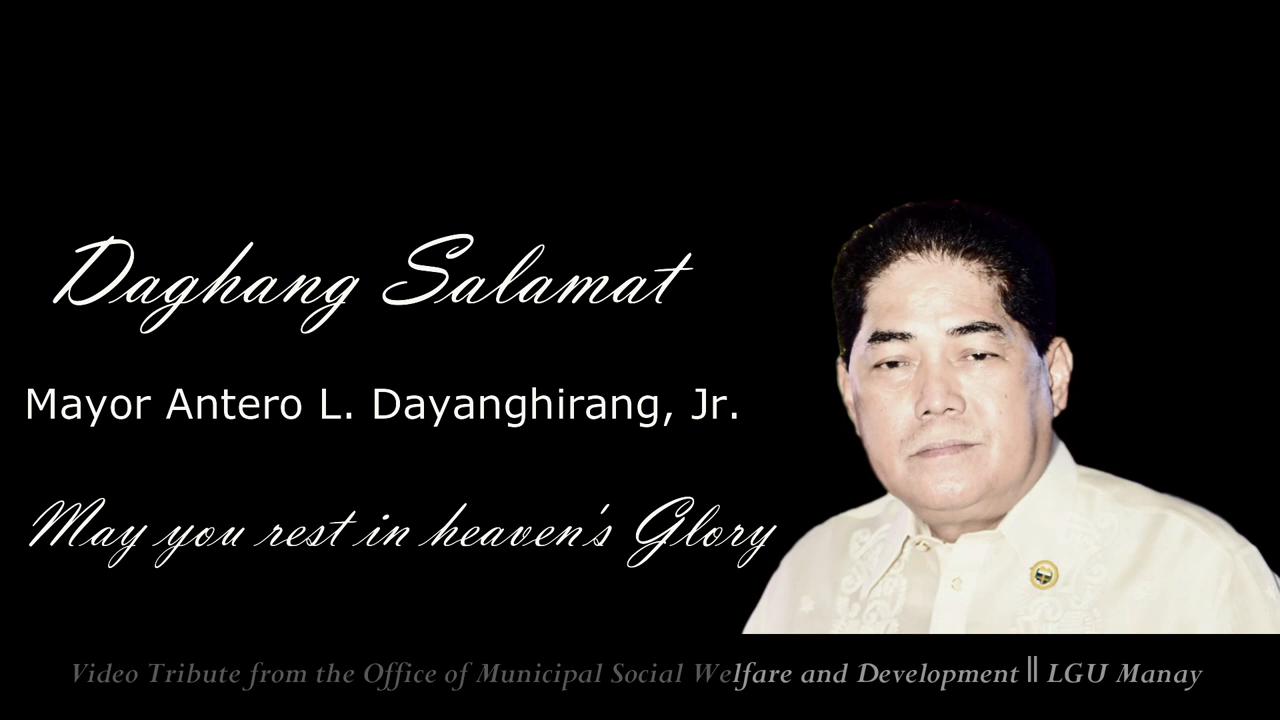 Daghang Salamat
Mayor Antero L. Dayanghirang, Jr.
May you rest in heaven's Glory
Video Tribute from the Office of Municipal Social Welfare and Development || LGU Manay